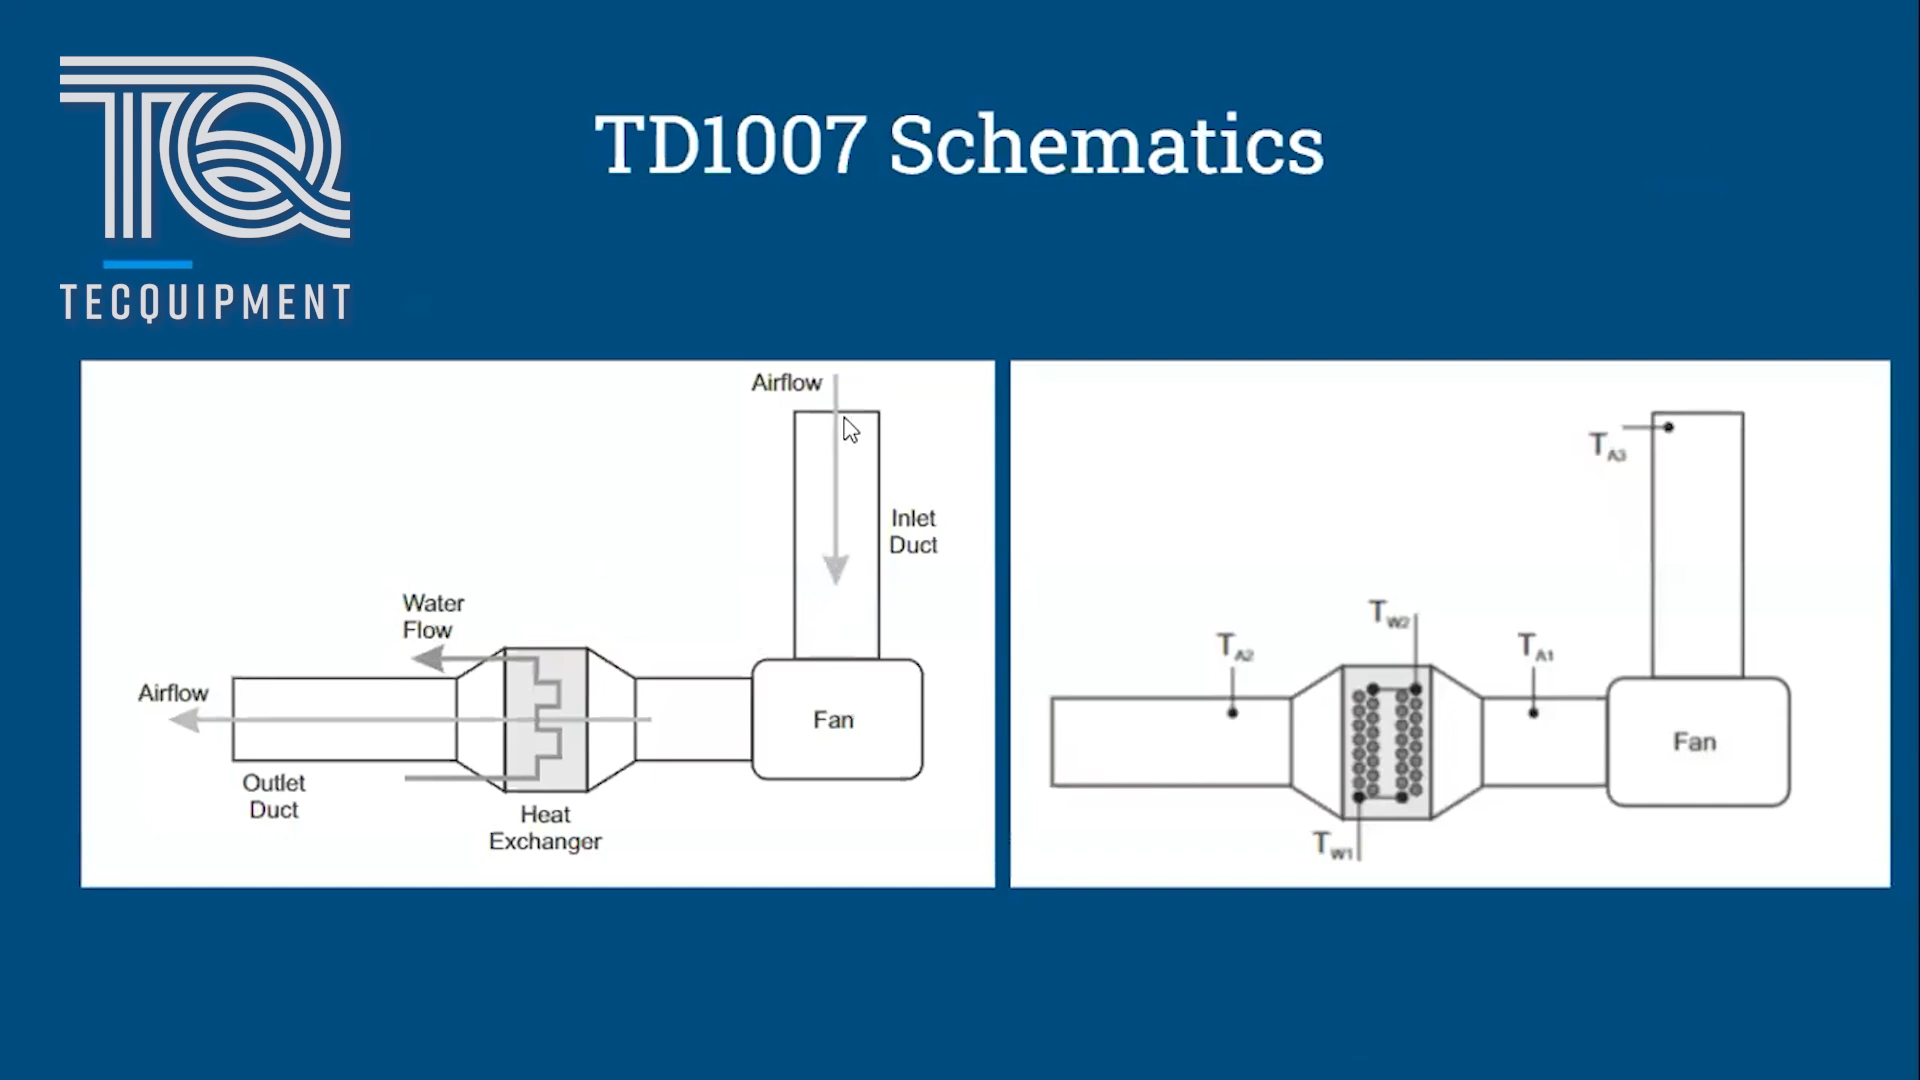 TQ
TECQUIPMENT
TD1007 Schematics
Airflow
Inlet
Duct
Water
Flow
Airflow
Fan
Outlet
Duct
Heat
Exchanger
TA3
TW2
TA2
TA1
Fan
TW1